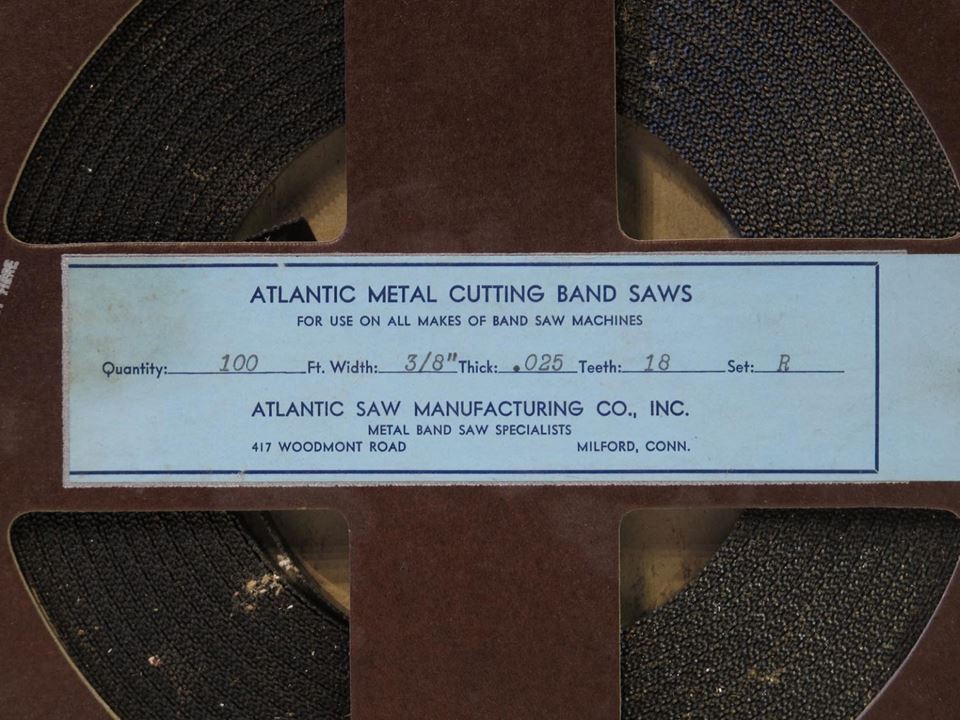 ATLANTIC METAL CUTTING BAND SAWS
FOR USE ON ALL MAKES OF BAND SAW MACHINES
Quantity: 100 Ft. Width: 3/8" Thick: .025 Teeth: 18 Set: R
ATLANTIC SAW MANUFACTURING CO., INC.
METAL BAND SAW SPECIALISTS
417 WOODMONT ROAD MILFORD, CONN.